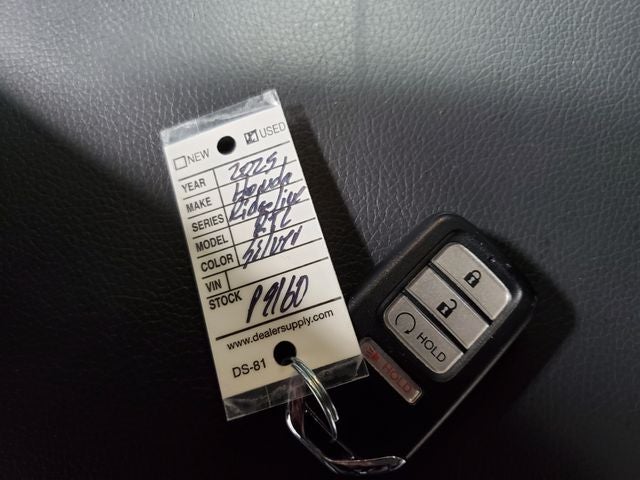 NEW USED
YEAR 2025
MAKE Honda
SERIES Ridgeline
MODEL RTL
COLOR Silver
VIN
STOCK P9160
www.dealersupply.com
DS-81
HOLD
HOLD